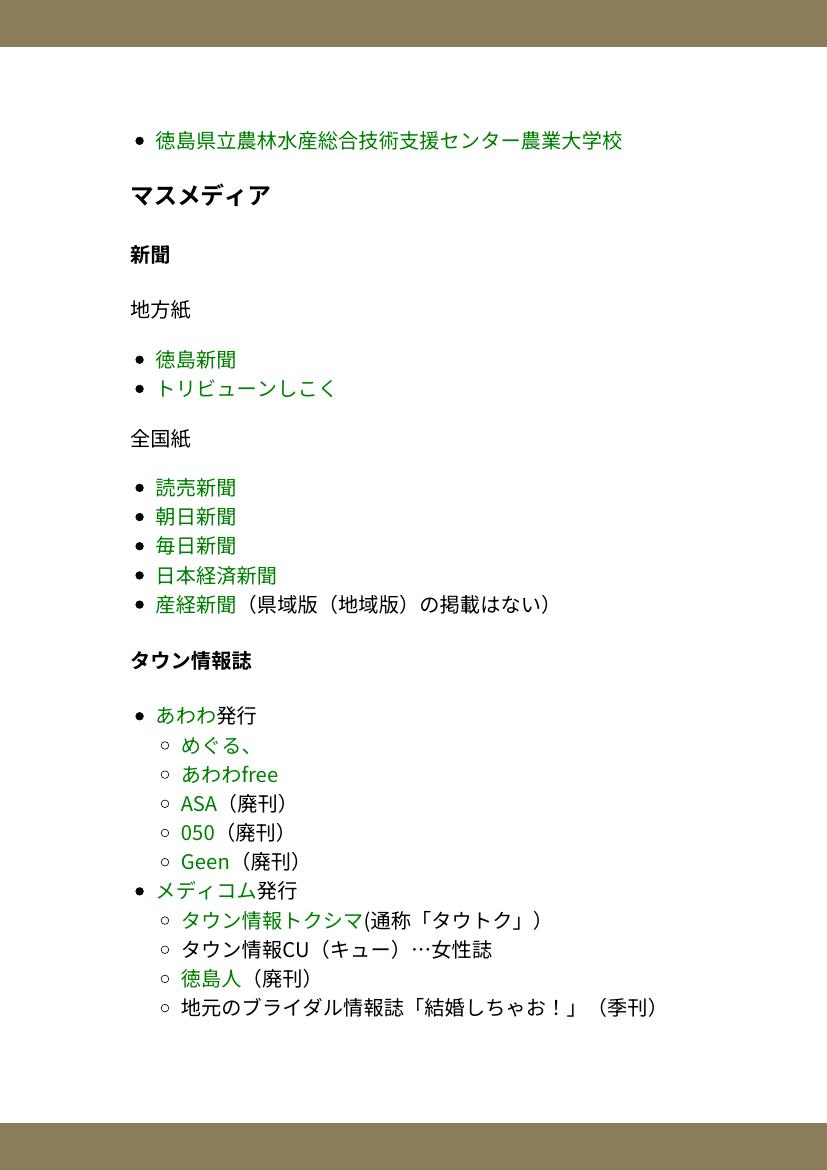 徳島県立農林水産総合技術支援センター農業大学校
マスメディア
新聞
地方紙
徳島新聞
トリビューンしこく
全国紙
読売新聞
朝日新聞
毎日新聞
日本経済新聞
産経新聞（県域版（地域版）の掲載はない）
タウン情報誌
あわわ発行
めぐる、
あわわfree
ASA（廃刊）
050（廃刊）
Geen（廃刊）
メディコム発行
タウン情報トクシマ(通称「タウトク」）
タウン情報CU（キュー）…女性誌
徳島人（廃刊）
地元のブライダル情報誌「結婚しちゃお！」（季刊）